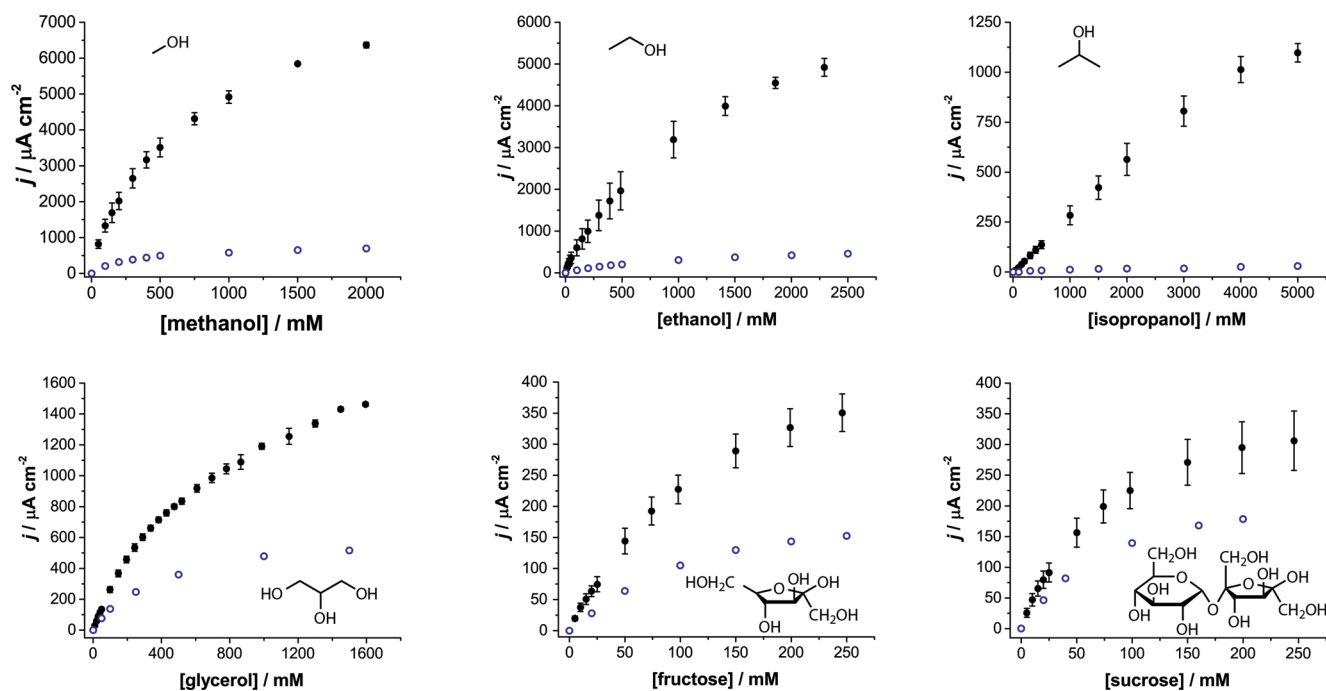 7000
6000
5000
4000
3000
2000
1000
0
j / µA cm-2
OH
0 500 1000 1500 2000
[methanol] / mM
6000
5000
4000
3000
2000
1000
0
j / µA cm-2
OH
0 500 1000 1500 2000 2500
[ethanol] / mM
1250
1000
750
500
250
0
j / µA cm-2
OH
0 1000 2000 3000 4000 5000
[isopropanol] / mM
1600
1400
1200
1000
800
600
400
200
0
j / µA cm-2
HO OH
OH
0 400 800 1200 1600
[glycerol] / mM
400
350
300
250
200
150
100
50
0
j / µA cm-2
HOH2C O HO OH
CH2OH
OH
0 50 100 150 200 250
[fructose] / mM
400
350
300
250
200
150
100
50
0
j / µA cm-2
CH2OH
CH2OH
O O HO OH
HO
OH
OH O HO CH2OH
OH
0 50 100 150 200 250
[sucrose] / mM